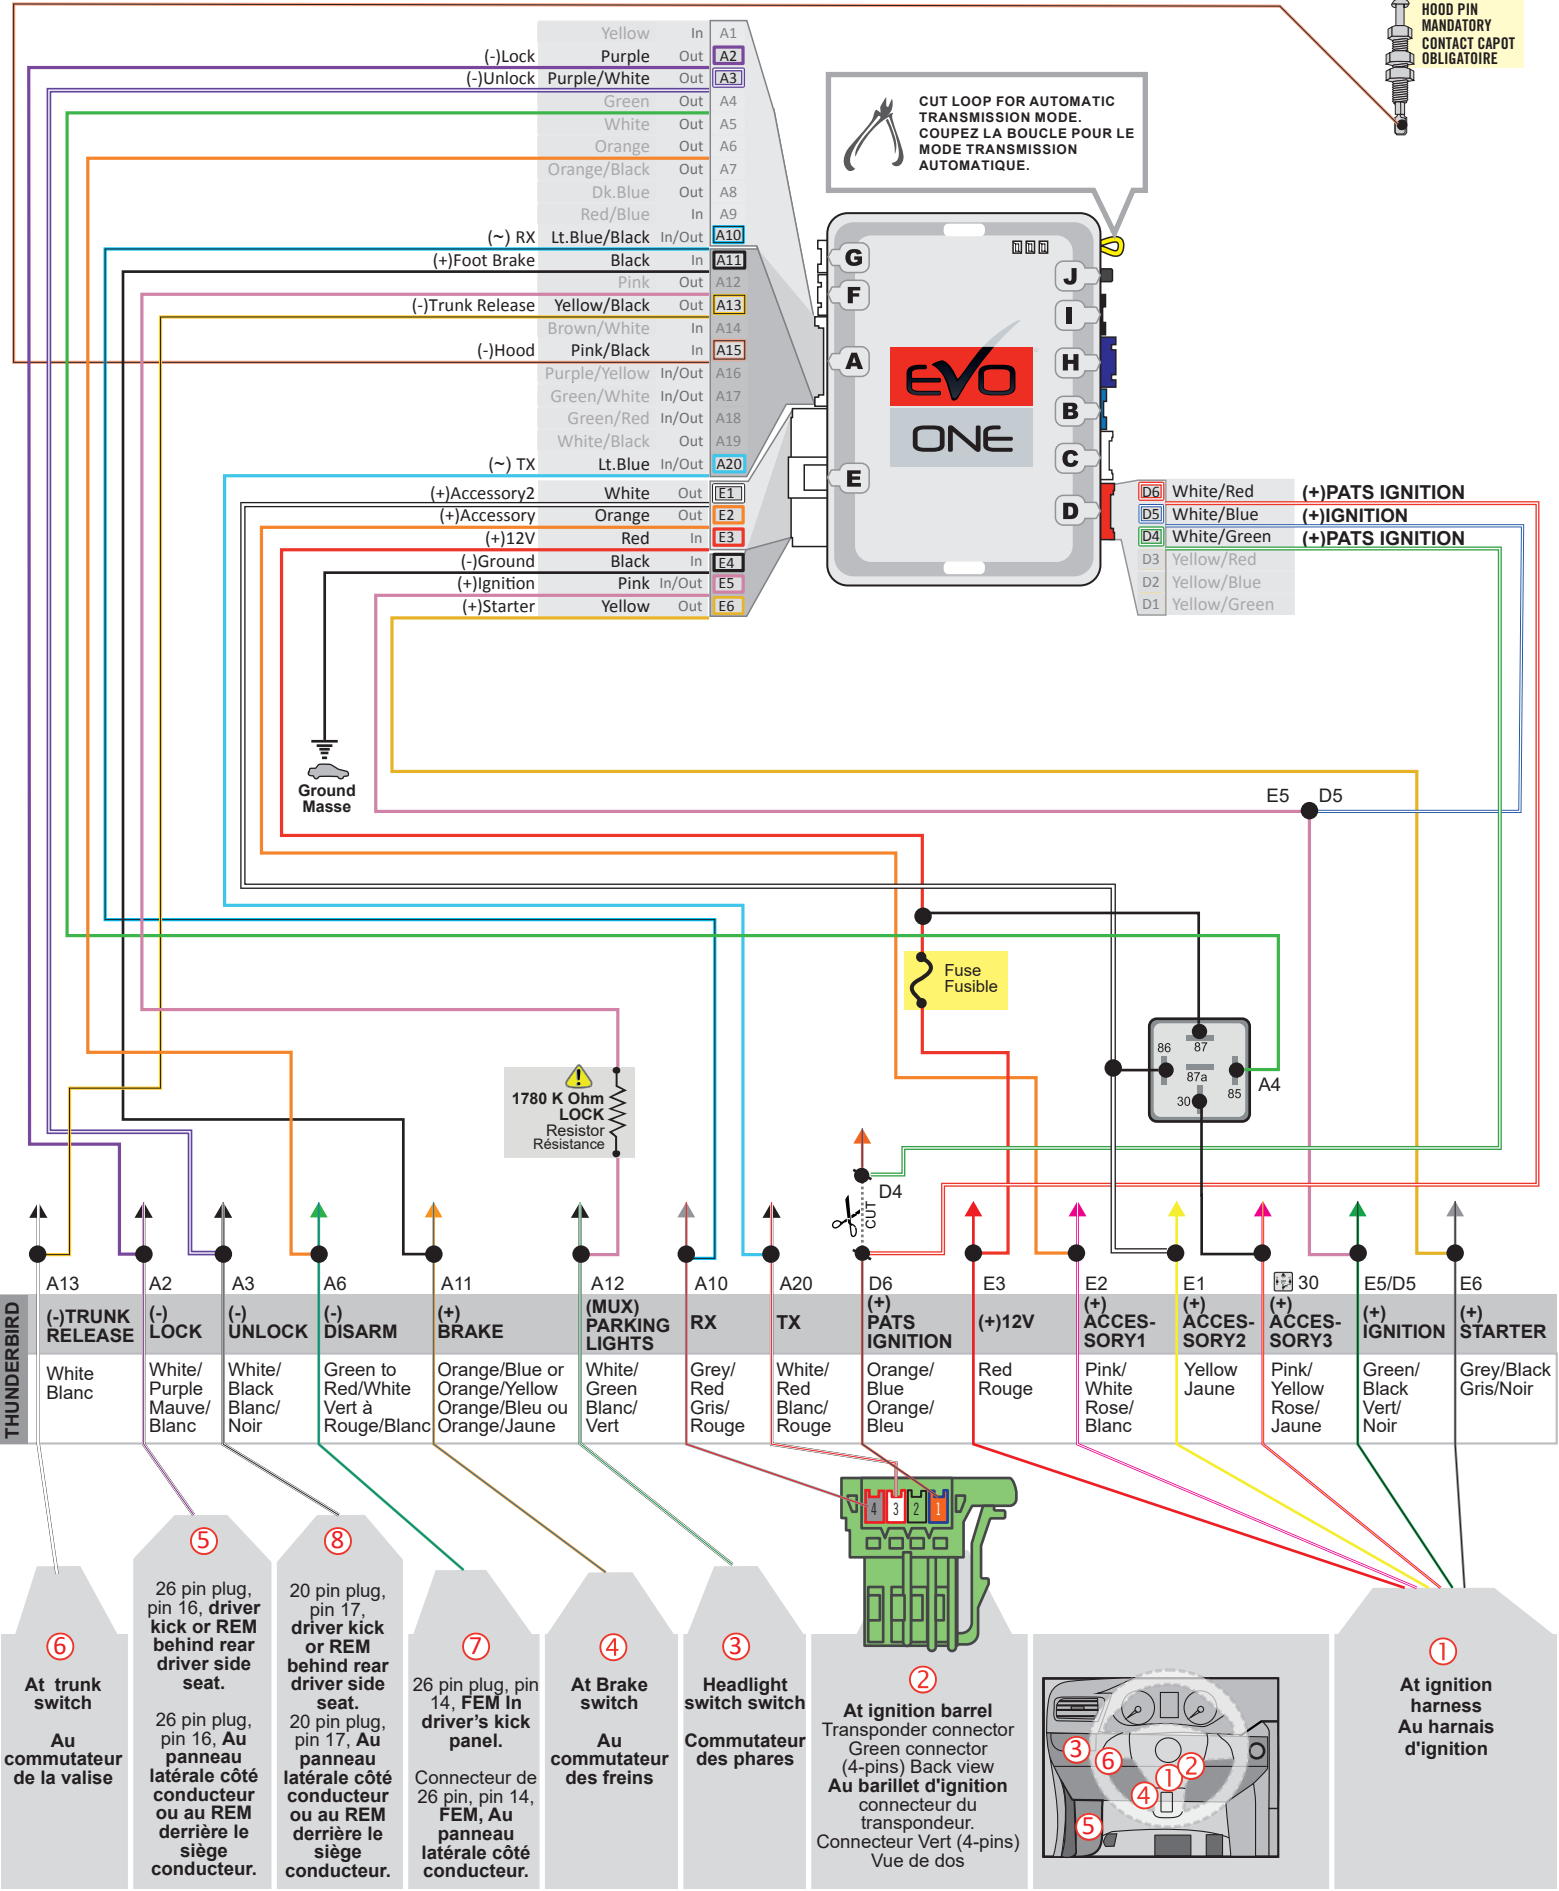 HOOD PIN
MANDATORY
CONTACT CAPOT
OBLIGATOIRE
Yellow In A1
(-)Lock Purple Out A2
(-)Unlock Purple/White Out A3
Green Out A4
White Out A5
Orange Out A6
Orange/Black Out A7
Dk.Blue Out A8
Red/Blue In A9
(~) RX Lt.Blue/Black In/Out A10
(+)Foot Brake Black In A11
Pink Out A12
(-)Trunk Release Yellow/Black Out A13
Brown/White In A14
(-)Hood Pink/Black In A15
Purple/Yellow In/Out A16
Green/White In/Out A17
Green/Red In/Out A18
White/Black Out A19
(~) TX Lt.Blue In/Out A20
(+)Accessory2 White Out E1
(+)Accessory Orange Out E2
(+)12V Red In E3
(-)Ground Black In E4
(+)Ignition Pink In/Out E5
(+)Starter Yellow Out E6
CUT LOOP FOR AUTOMATIC
TRANSMISSION MODE.
COUPEZ LA BOUCLE POUR LE
MODE TRANSMISSION
AUTOMATIQUE.
G
F
A
E
J
I
H
B
C
D
EVO
ONE
D6 White/Red (+)PATS IGNITION
D5 White/Blue (+)IGNITION
D4 White/Green (+)PATS IGNITION
D3 Yellow/Red
D2 Yellow/Blue
D1 Yellow/Green
Ground
Masse
E5 D5
Fuse
Fusible
86
87
87a
85
30
A4
1780 K Ohm
LOCK
Resistor
Résistance
D4
CUT
A13 A2 A3 A6 A11 A12 A10 A20 D6 E3 E2 E1 30 E5/D5 E6
THUNDERBIRD
(-)TRUNK
RELEASE
(-)
LOCK
(-)
UNLOCK
(-)
DISARM
(+)
BRAKE
(MUX)
PARKING
LIGHTS
RX
TX
(+)
PATS
IGNITION
(+)12V
(+)
ACCES-
SORY1
(+)
ACCES-
SORY2
(+)
ACCES-
SORY3
(+)
IGNITION
(+)
STARTER
White
Blanc
White/
Purple
Mauve/
Blanc
White/
Black
Blanc/
Noir
Green to
Red/White
Vert à
Rouge/Blanc
Orange/Blue or
Orange/Yellow
Orange/Bleu ou
Orange/Jaune
White/
Green
Blanc/
Vert
Grey/
Red
Gris/
Rouge
White/
Red
Blanc/
Rouge
Orange/
Blue
Orange/
Bleu
Red
Rouge
Pink/
White
Rose/
Blanc
Yellow
Jaune
Pink/
Yellow
Rose/
Jaune
Green/
Black
Vert/
Noir
Grey/Black
Gris/Noir
4 3 2 1
6
At trunk
switch
Au
commutateur
de la valise
5
26 pin plug,
pin 16, driver
kick or REM
behind rear
driver side
seat.
26 pin plug,
pin 16, Au
panneau
latérale côté
conducteur
ou au REM
derrière le
siège
conducteur.
8
20 pin plug,
pin 17,
driver kick
or REM
behind rear
driver side
seat.
20 pin plug,
pin 17, Au
panneau
latérale côté
conducteur
ou au REM
derrière le
siège
conducteur.
7
26 pin plug, pin
14, FEM In
driver's kick
panel.
Connecteur de
26 pin, pin 14,
FEM, Au
panneau
latérale côté
conducteur.
4
At Brake
switch
Au
commutateur
des freins
3
Headlight
switch switch
Commutateur
des phares
2
At ignition barrel
Transponder connector
Green connector
(4-pins) Back view
Au barillet d'ignition
connecteur du
transpondeur.
Connecteur Vert (4-pins)
Vue de dos
3
6
1
2
4
5
1
At ignition
harness
Au harnais
d'ignition